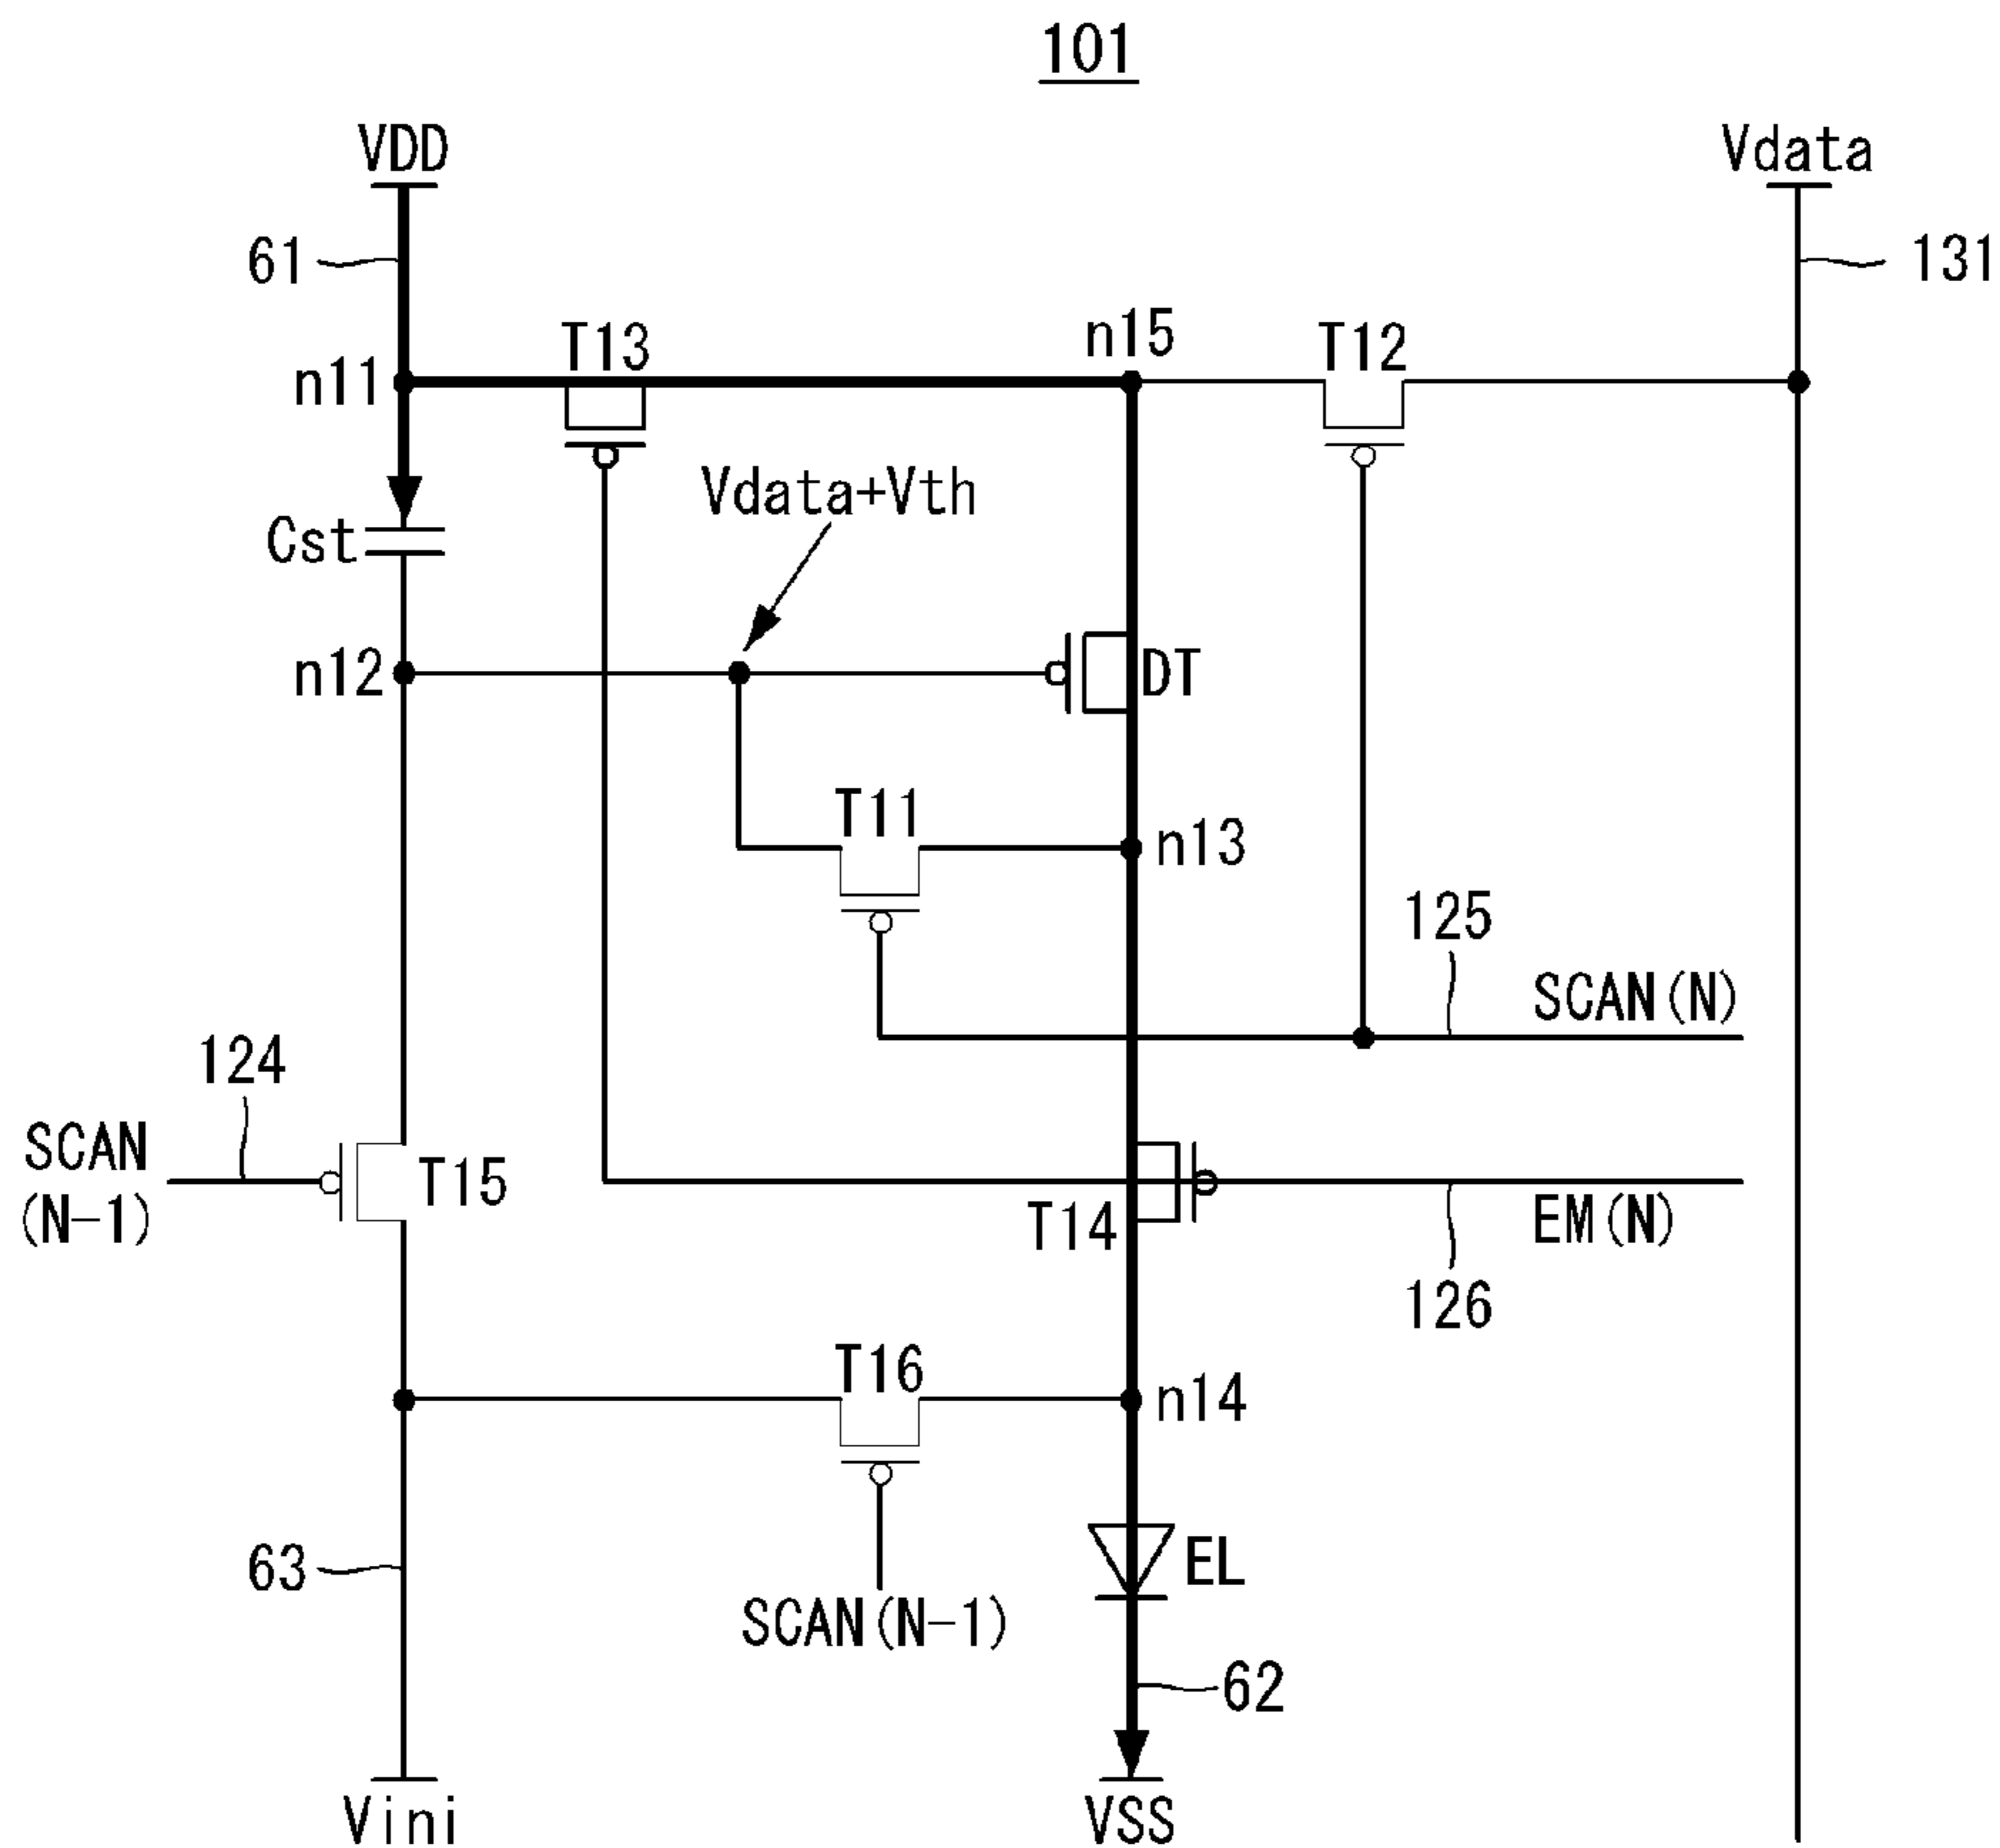 101
VDD
Vdata
61
131
n11
T13
n15
T12
Vdata+Vth
Cst
n12
DT
T11
n13
125
SCAN(N)
124
SCAN
(N-1)
T15
T14
EM(N)
126
T16
n14
63
EL
SCAN(N-1)
62
Vini
VSS